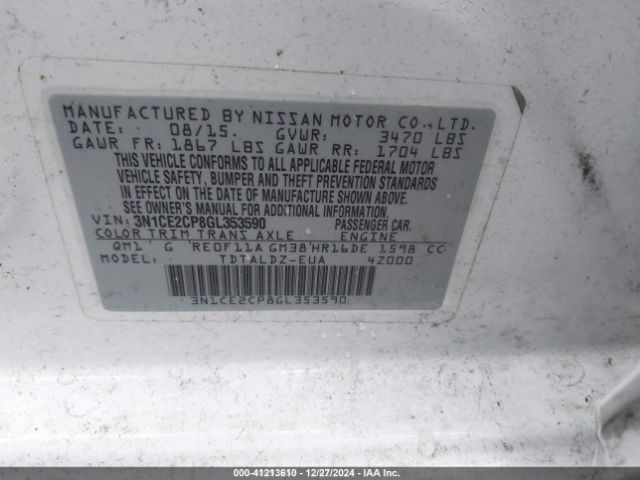 MANUFACTURED BY NISSAN MOTOR CO.,LTD.
DATE: 08/15. GVWR: 3470 LBS
GAWR FR: 1867 LBS GAWR RR: 1704 LBS
THIS VEHICLE CONFORMS TO ALL APPLICABLE FEDERAL MOTOR
VEHICLE SAFETY, BUMPER AND THEFT PREVENTION STANDARDS
IN EFFECT ON THE DATE OF MANUFACTURE SHOWN ABOVE.
SEE OWNER'S MANUAL FOR ADDITIONAL INFORMATION.
VIN: 3N1CE2CP8GL353590 PASSENGER CAR.
COLOR TRIM TRANS AXLE ENGINE
QM1 G RE0F11A GM38 HR16DE 1598 CC
MODEL: TDTALDZ-EUA 4Z000
3N1CE2CP8GL353590
000-41213610 - 12/27/2024 - IAA Inc.